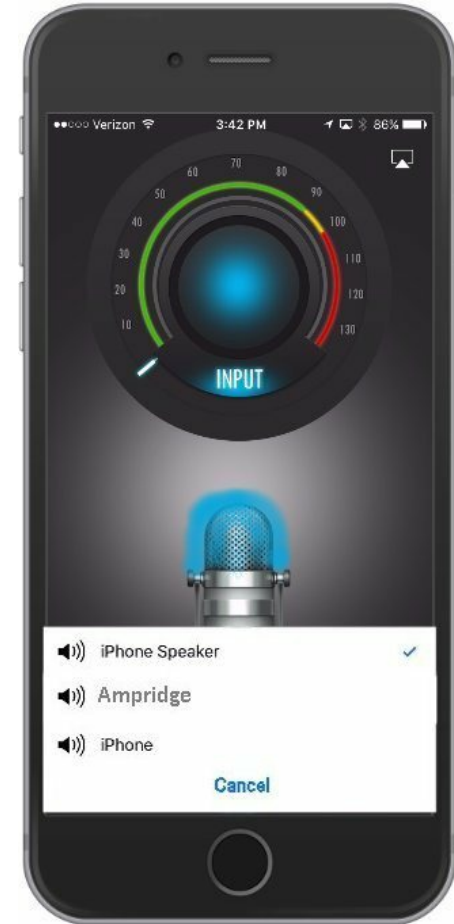 Verizon 3:42 PM 86%
70
60 80
50 90
40 100
30 110
20 120
10 130
INPUT
iPhone Speaker
Ampridge
iPhone
Cancel